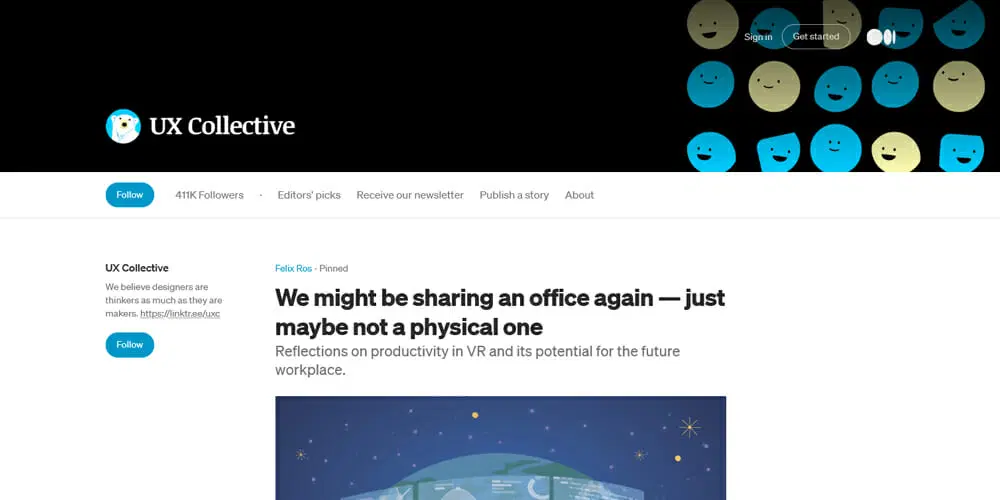 Sign in
Get started
UX Collective
Follow
411K Followers · Editors' picks Receive our newsletter Publish a story About
UX Collective
We believe designers are
thinkers as much as they are
makers. https://linktr.ee/uxc
Follow
Felix Ros · Pinned
We might be sharing an office again — just
maybe not a physical one
Reflections on productivity in VR and its potential for the future
workplace.